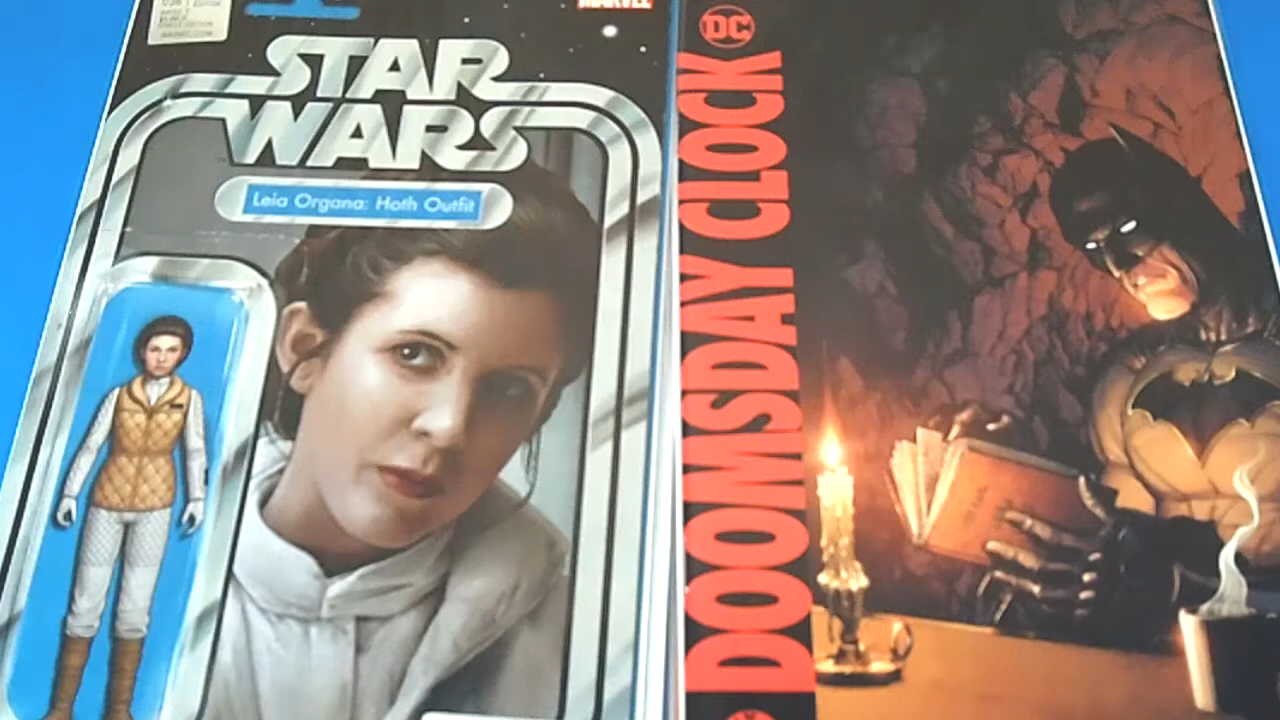 MARVEL
STAR
WARS
Leia Organa: Hoth Outfit
DC
DOOMSDAY CLOCK